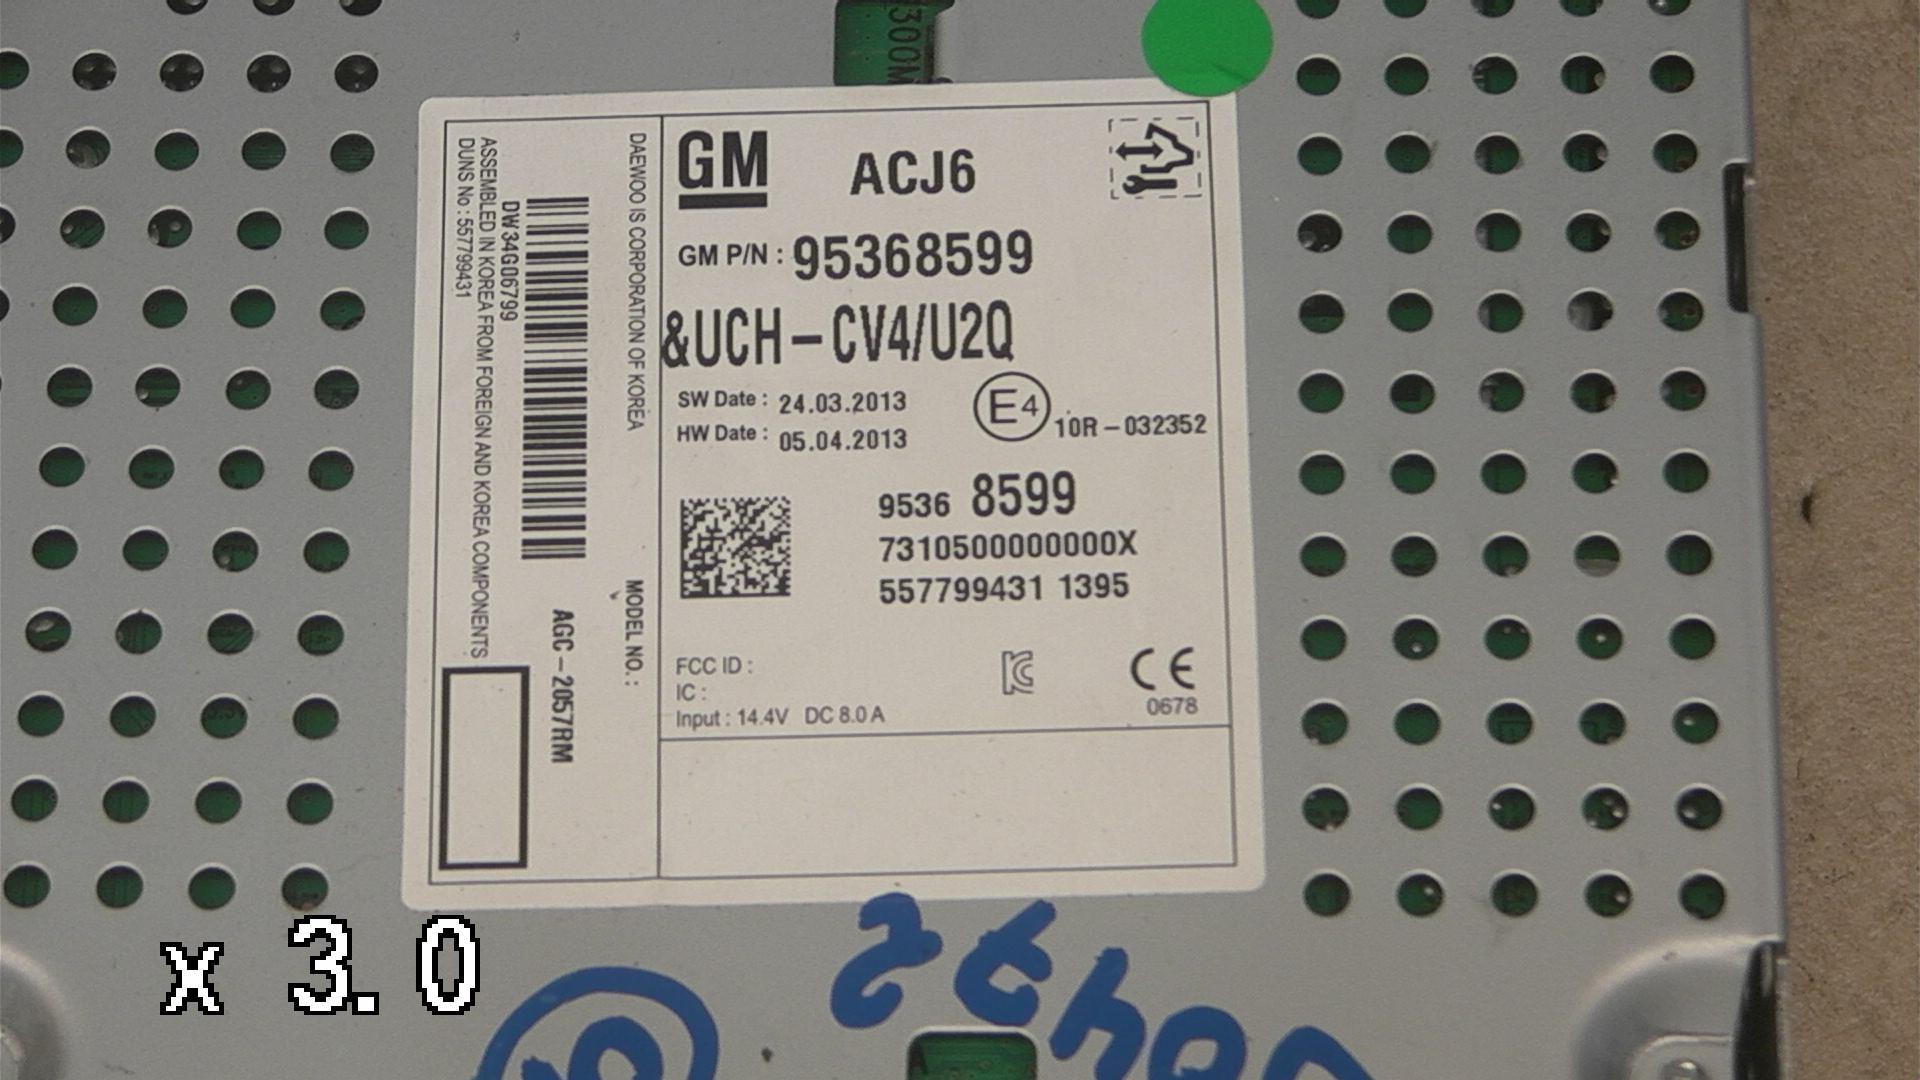 300M
GM
ACJ6
GM P/N : 95368599
&UCH-CV4/U2Q
SW Date : 24.03.2013
HW Date : 05.04.2013
E4
10R-032352
9536 8599
7310500000000X
557799431 1395
FCC ID :
IC :
Input : 14.4V DC 8.0 A
CE
0678
DAEWOO IS CORPORATION OF KOREA
MODEL NO. :
AGC-2057RM
DW34G06799
ASSEMBLED IN KOREA FROM FOREIGN AND KOREA COMPONENTS
DUNS No : 557799431
x 3.0